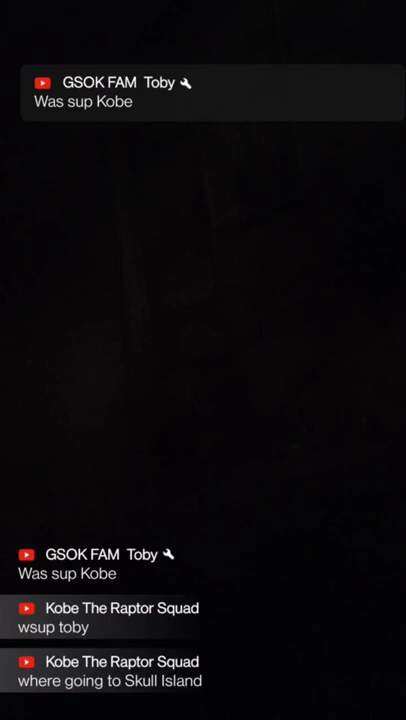 GSOK FAM Toby
Was sup Kobe
GSOK FAM Toby
Was sup Kobe
Kobe The Raptor Squad
wsup toby
Kobe The Raptor Squad
where going to Skull Island